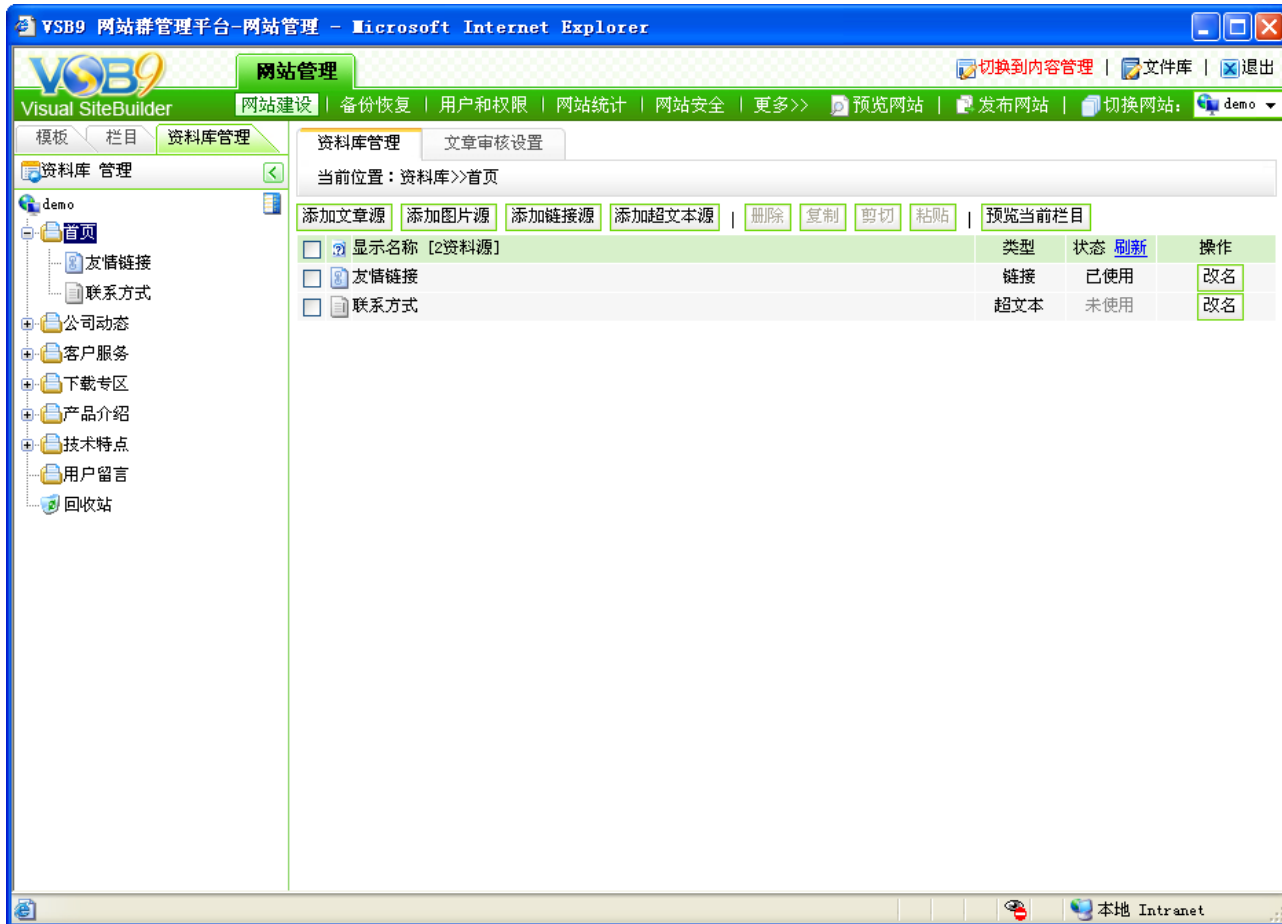 VSB9 网站群管理平台-网站管理 - Microsoft Internet Explorer
VSB9
Visual SiteBuilder
网站管理
切换到内容管理 | 文件库 | 退出
网站建设 | 备份恢复 | 用户和权限 | 网站统计 | 网站安全 | 更多>> 预览网站 | 发布网站 | 切换网站: demo
模板 栏目 资料库管理
资料库 管理
demo
首页
友情链接
联系方式
公司动态
客户服务
下载专区
产品介绍
技术特点
用户留言
回收站
资料库管理 文章审核设置
当前位置：资料库>>首页
添加文章源 添加图片源 添加链接源 添加超文本源 | 删除 复制 剪切 粘贴 | 预览当前栏目
显示名称 [2资料源] 类型 状态 刷新 操作
友情链接 链接 已使用 改名
联系方式 超文本 未使用 改名
本地 Intranet